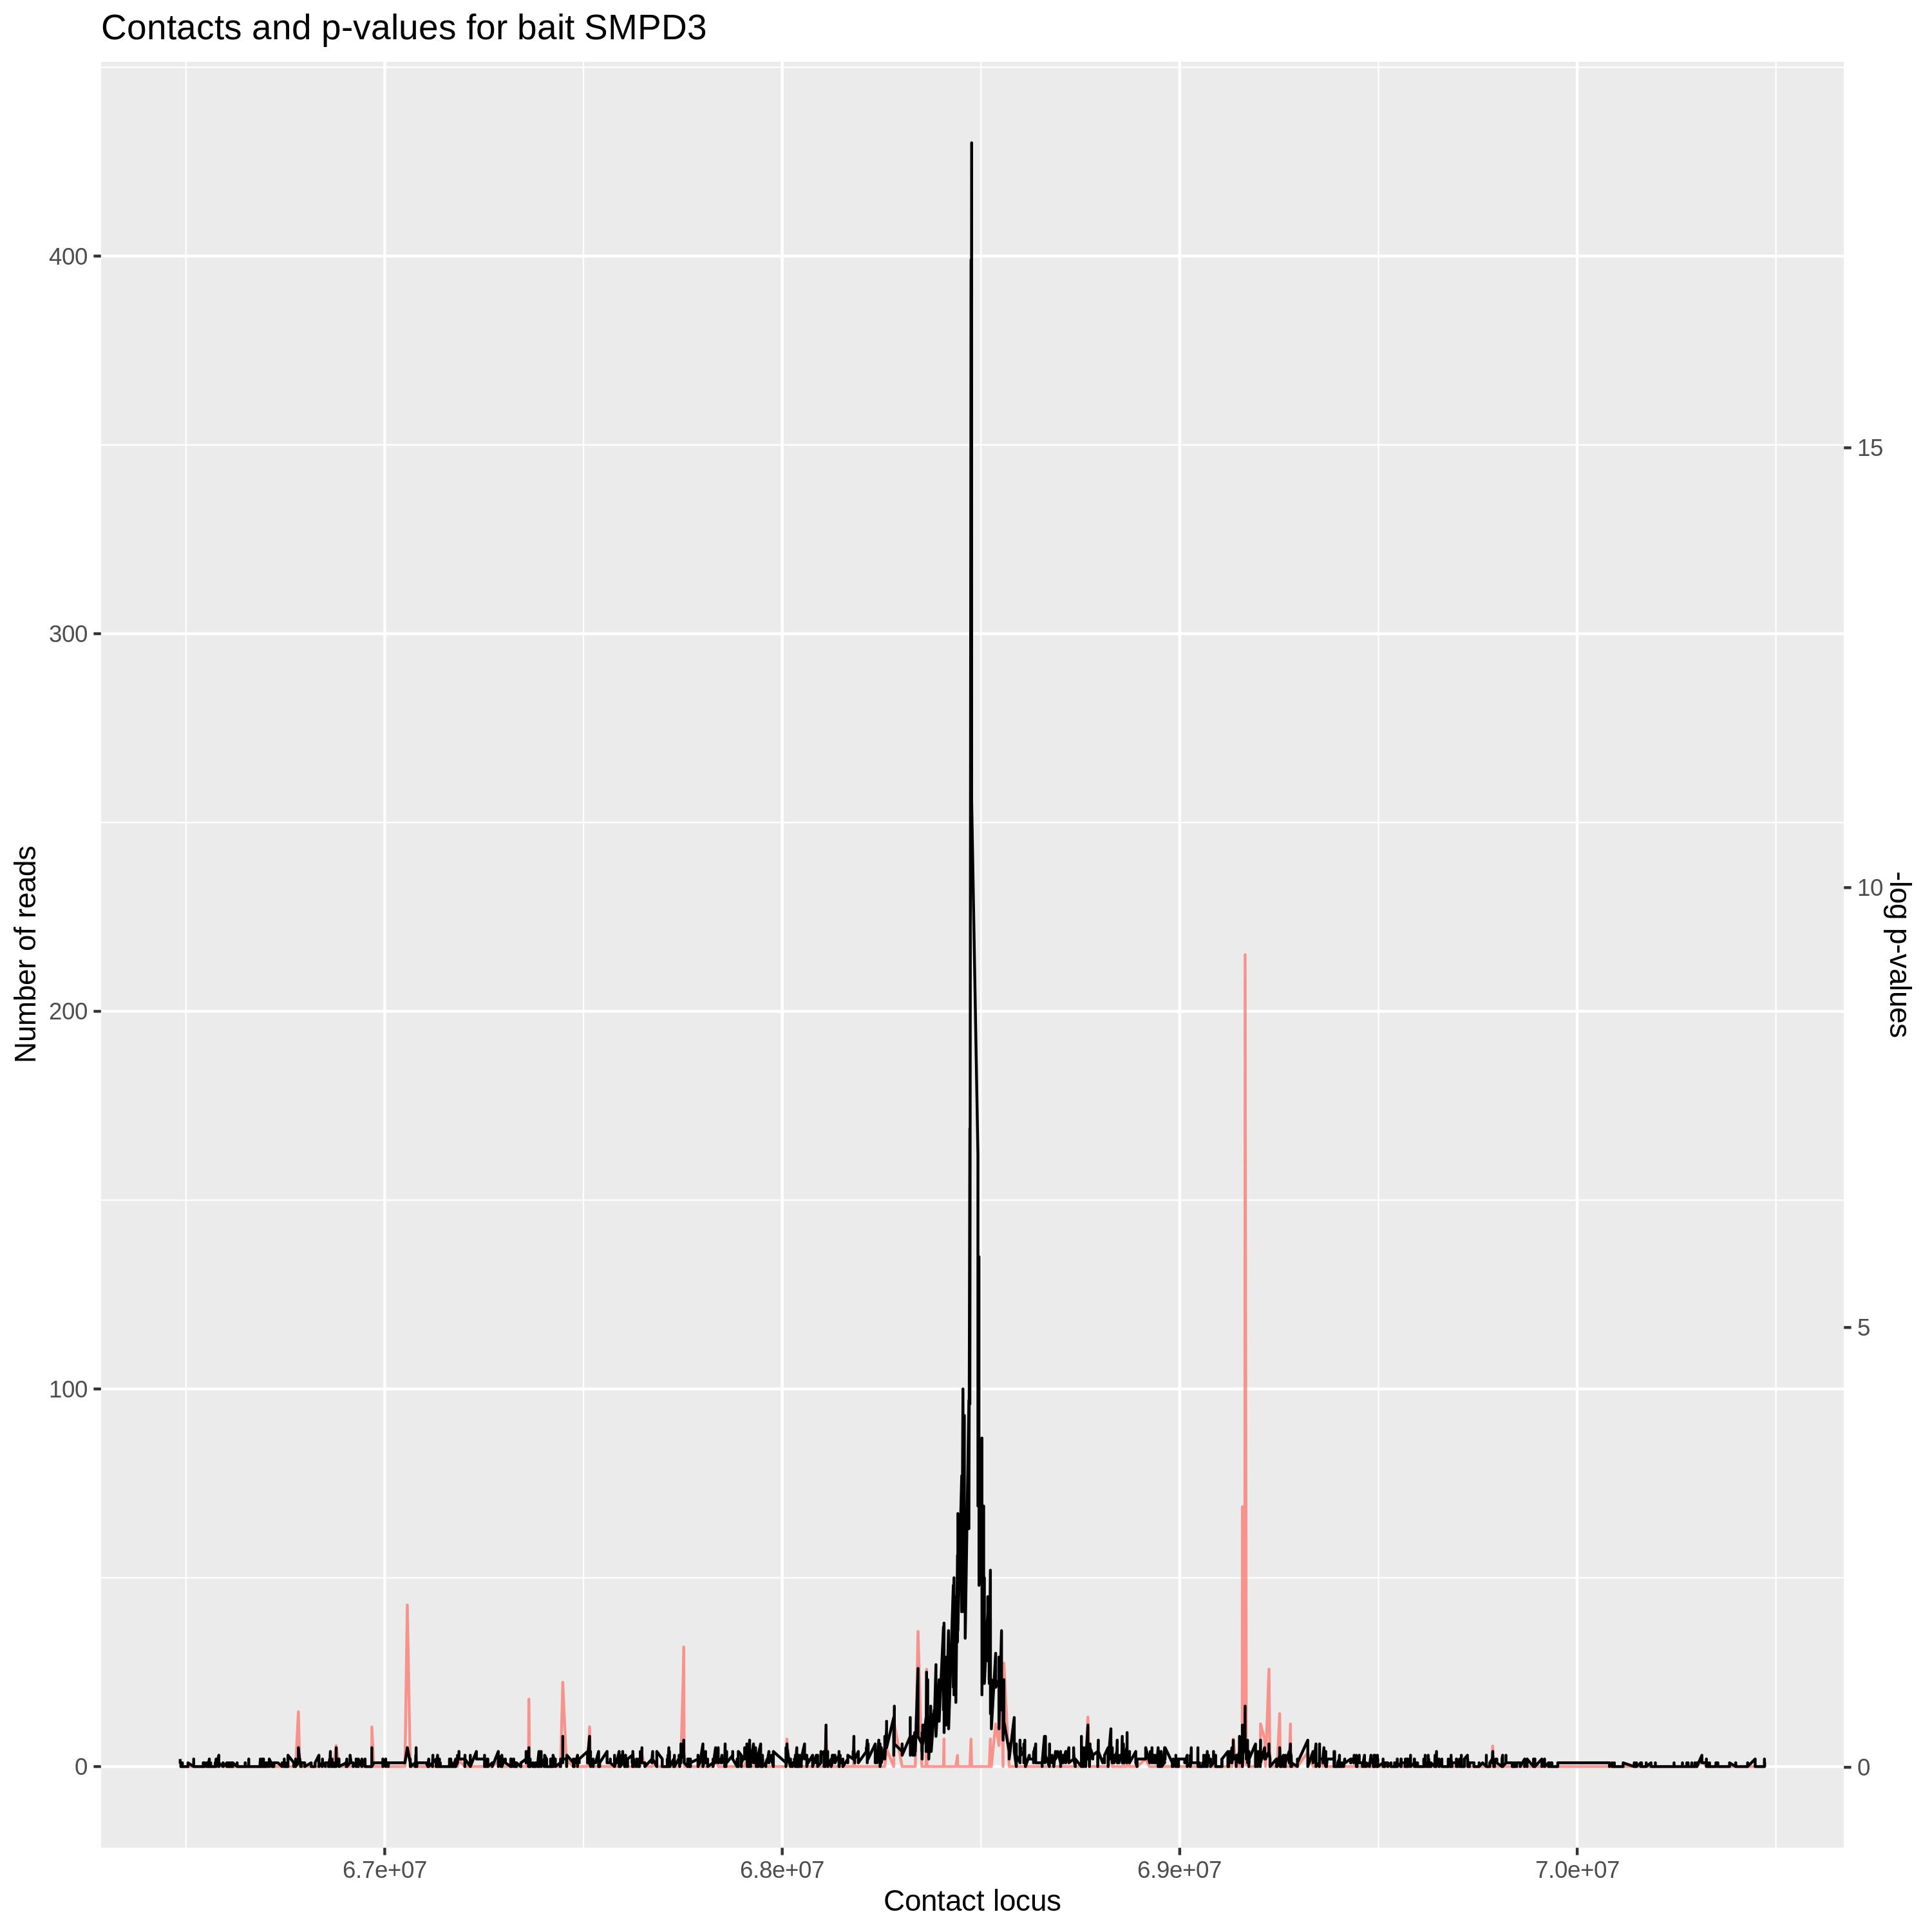 Contacts and p-values for bait SMPD3
400
300
200
100
0
Number of reads
15
10
5
0
-log p-values
6.7e+07
6.8e+07
6.9e+07
7.0e+07
Contact locus